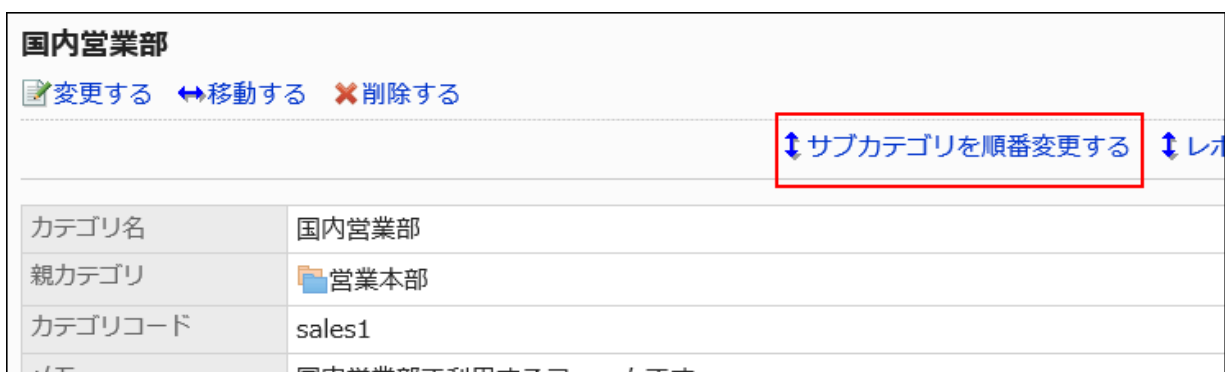 国内営業部
変更する 移動する 削除する
サブカテゴリを順番変更する レポ
カテゴリ名 国内営業部
親カテゴリ 営業本部
カテゴリコード sales1